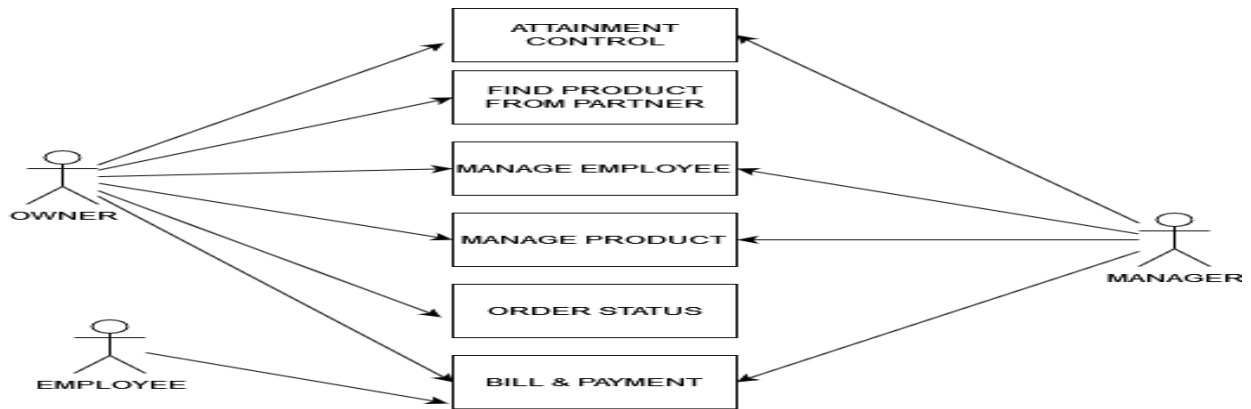 ATTAINMENT
CONTROL
FIND PRODUCT
FROM PARTNER
MANAGE EMPLOYEE
OWNER
MANAGE PRODUCT
MANAGER
ORDER STATUS
EMPLOYEE
BILL & PAYMENT